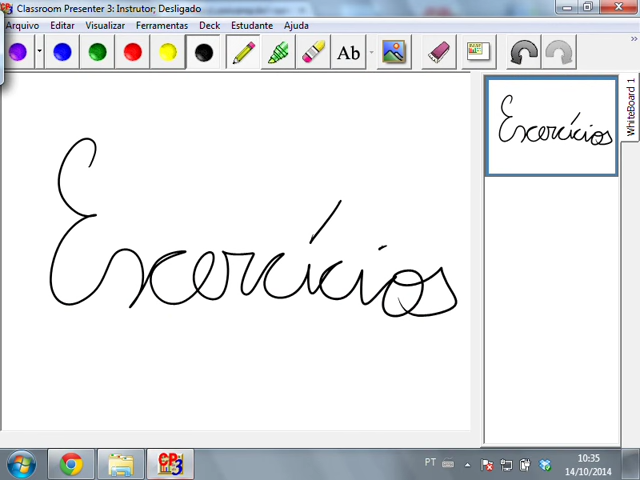 Classroom Presenter 3: Instrutor; Desligado
Arquivo Editar Visualizar Ferramentas Deck Estudante Ajuda
Ab
Exercícios
Exercícios
WhiteBoard 1
CP3
PT
10:35
14/10/2014